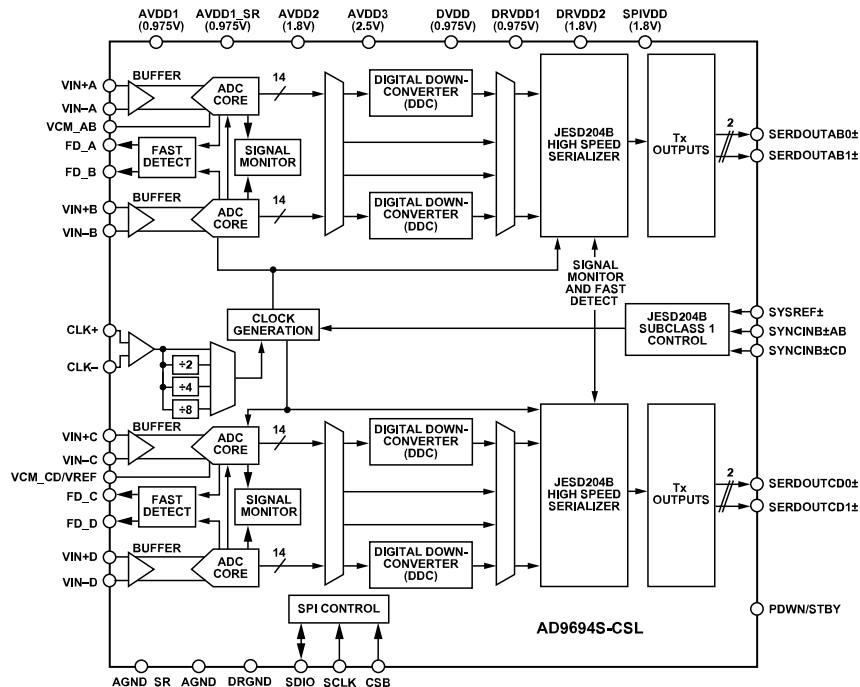 AVDD1
(0.975V)
AVDD1_SR
(0.975V)
AVDD2
(1.8V)
AVDD3
(2.5V)
DVDD
(0.975V)
DRVDD1
(0.975V)
DRVDD2
(1.8V)
SPIVDD
(1.8V)
VIN+A
VIN–A
VCM_AB
FD_A
FD_B
VIN+B
VIN–B
BUFFER
ADC
CORE
14
FAST
DETECT
SIGNAL
MONITOR
BUFFER
ADC
CORE
14
DIGITAL DOWN-
CONVERTER
(DDC)
DIGITAL DOWN-
CONVERTER
(DDC)
JESD204B
HIGH SPEED
SERIALIZER
Tx
OUTPUTS
2
SERDOUTAB0±
SERDOUTAB1±
SIGNAL
MONITOR
AND FAST
DETECT
CLK+
CLK–
÷2
÷4
÷8
CLOCK
GENERATION
JESD204B
SUBCLASS 1
CONTROL
SYSREF±
SYNCINB±AB
SYNCINB±CD
VIN+C
VIN–C
VCM_CD/VREF
FD_C
FD_D
VIN+D
VIN–D
BUFFER
ADC
CORE
14
FAST
DETECT
SIGNAL
MONITOR
BUFFER
ADC
CORE
14
DIGITAL DOWN-
CONVERTER
(DDC)
DIGITAL DOWN-
CONVERTER
(DDC)
JESD204B
HIGH SPEED
SERIALIZER
Tx
OUTPUTS
2
SERDOUTCD0±
SERDOUTCD1±
SPI CONTROL
AD9694S-CSL
PDWN/STBY
AGND_SR
AGND
DRGND
SDIO
SCLK
CSB